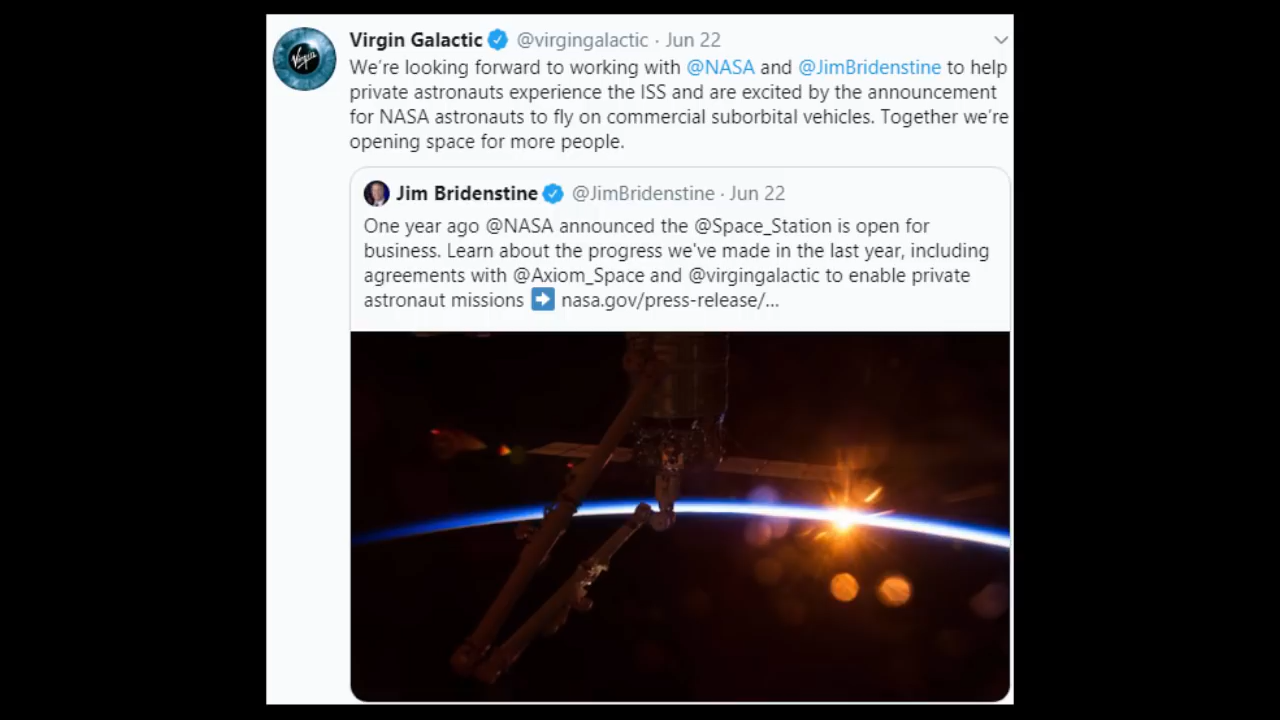 Virgin Galactic @virgingalactic · Jun 22
We're looking forward to working with @NASA and @JimBridenstine to help
private astronauts experience the ISS and are excited by the announcement
for NASA astronauts to fly on commercial suborbital vehicles. Together we're
opening space for more people.
Jim Bridenstine @JimBridenstine · Jun 22
One year ago @NASA announced the @Space_Station is open for
business. Learn about the progress we've made in the last year, including
agreements with @Axiom_Space and @virgingalactic to enable private
astronaut missions ➡ nasa.gov/press-release/...
Virgin